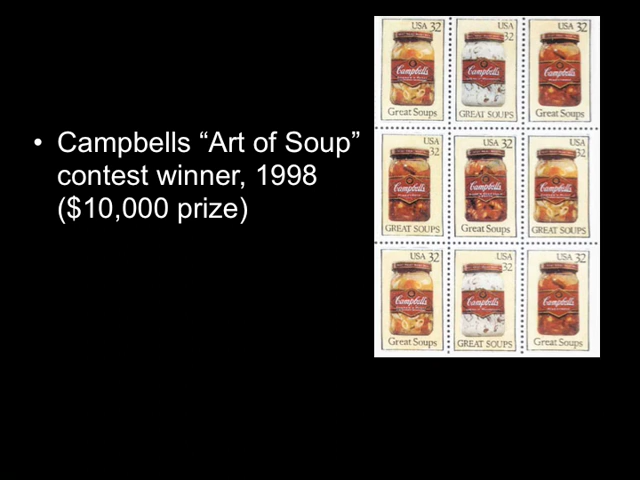 • Campbells “Art of Soup”
contest winner, 1998
($10,000 prize)
USA 32
Campbells
Great Soups
USA 32
Campbells
GREAT SOUPS
USA 32
Campbells
Great Soups
USA 32
Campbells
GREAT SOUPS
USA 32
Campbells
Great Soups
USA 32
Campbells
GREAT SOUPS
USA 32
Campbells
Great Soups
USA 32
Campbells
GREAT SOUPS
USA 32
Campbells
Great Soups